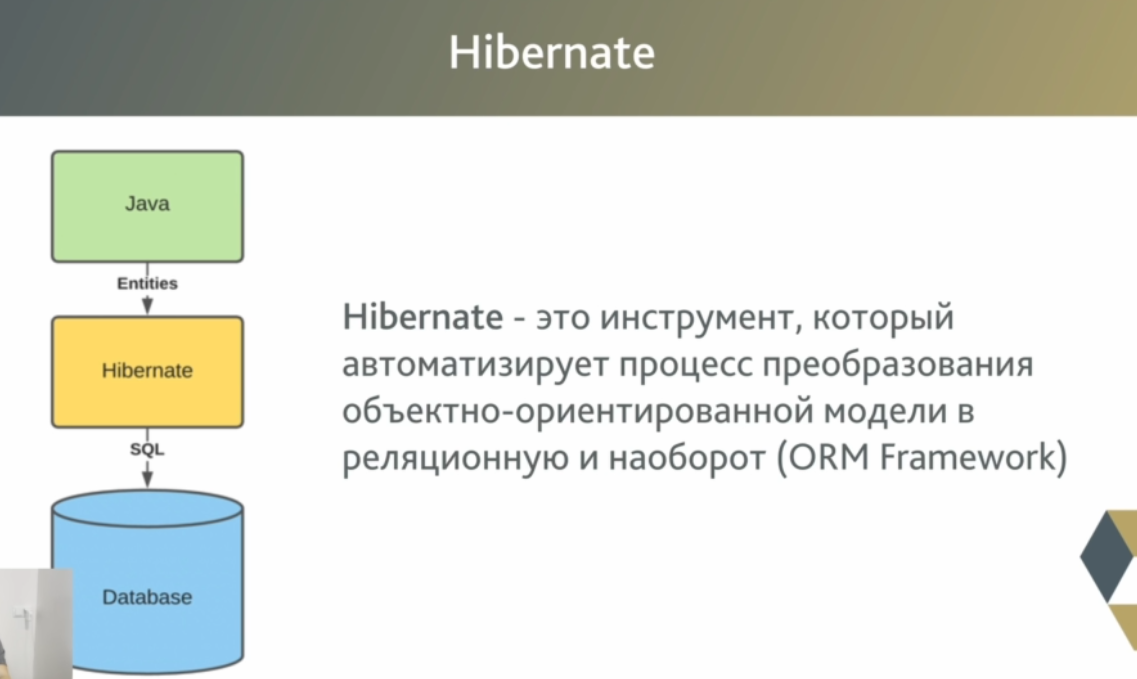 Hibernate
Java
Entities
Hibernate
SQL
Database
Hibernate - это инструмент, который
автоматизирует процесс преобразования
объектно-ориентированной модели в
реляционную и наоборот (ORM Framework)